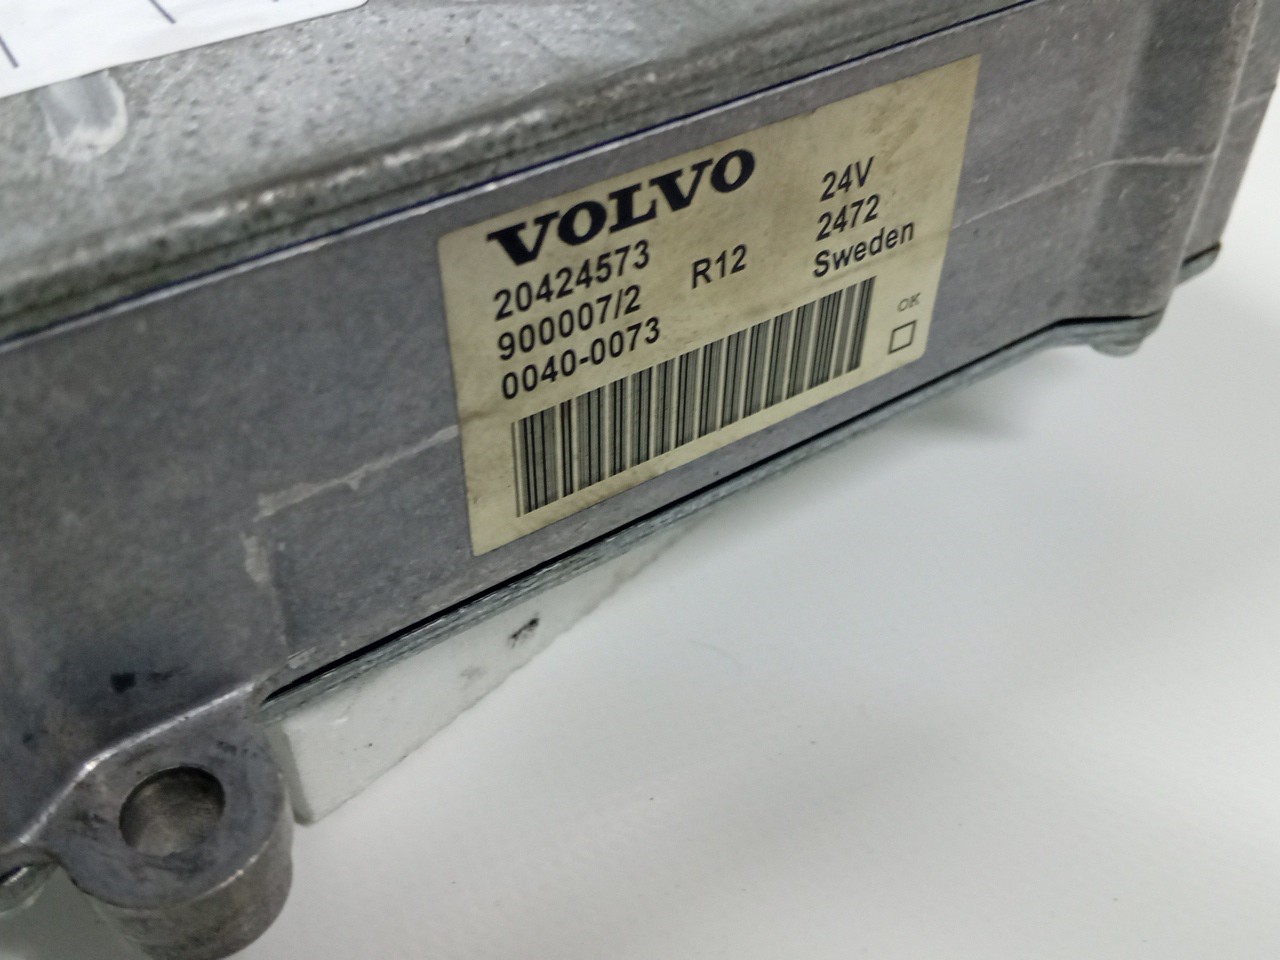 VOLVO
20424573 24V
900007/2 R12 2472
0040-0073 Sweden
OK